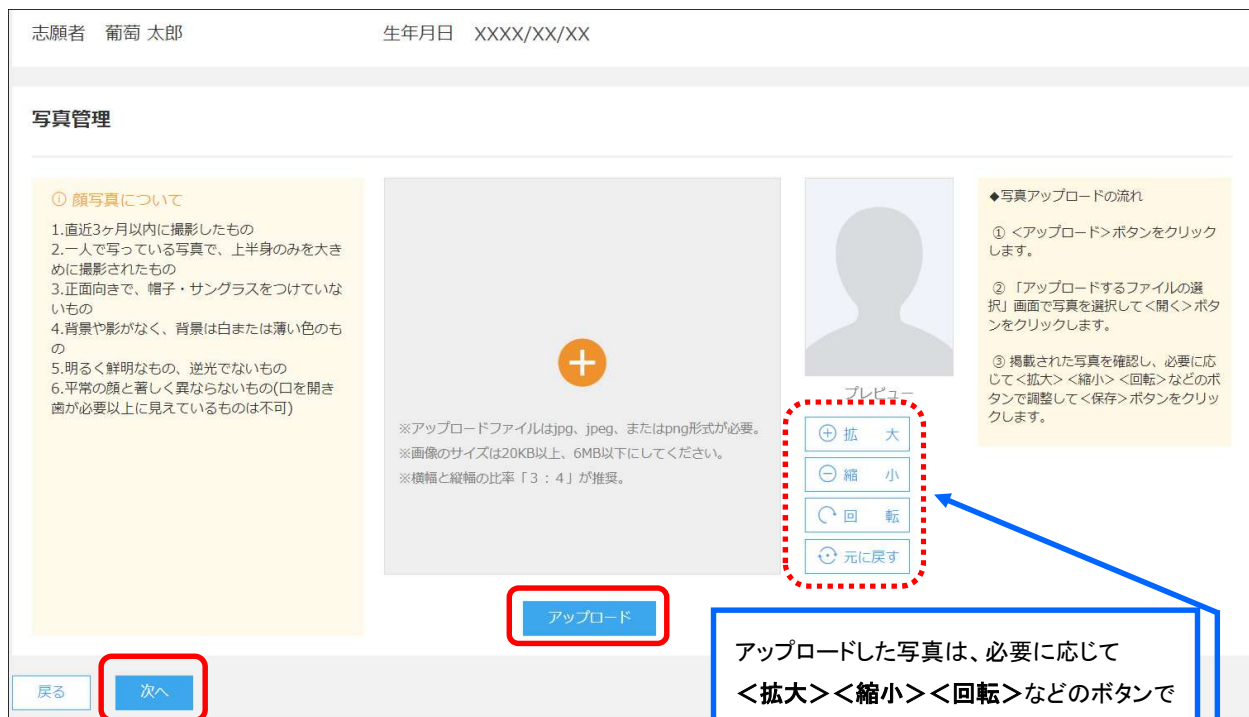 志願者 葡萄 太郎 生年月日 XXXX/XX/XX
写真管理
① 顔写真について
1.直近3ヶ月以内に撮影したもの
2.一人で写っている写真で、上半身のみを大き
めに撮影されたもの
3.正面向きで、帽子・サングラスをつけていな
いもの
4.背景や影がなく、背景は白または薄い色のも
の
5.明るく鮮明なもの、逆光でないもの
6.平常の顔と著しく異ならないもの(口を開き
歯が必要以上に見えているものは不可)
※アップロードファイルはjpg、jpeg、またはpng形式が必要。
※画像のサイズは20KB以上、6MB以下にしてください。
※横幅と縦幅の比率「3：4」が推奨。
アップロード
プレビュー
拡 大
縮 小
回 転
元に戻す
◆写真アップロードの流れ
① <アップロード>ボタンをクリック
します。
② 「アップロードするファイルの選
択」画面で写真を選択して<開く>ボタ
ンをクリックします。
③ 掲載された写真を確認し、必要に応
じて<拡大> <縮小> <回転>などのボ
タンで調整して<保存>ボタンをクリッ
クします。
アップロードした写真は、必要に応じて
＜拡大＞＜縮小＞＜回転＞などのボタンで
戻る
次へ